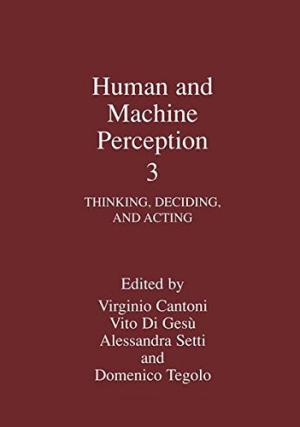 Human and
Machine
Perception
3
THINKING, DECIDING,
AND ACTING
Edited by
Virginio Cantoni
Vito Di Gesù
Alessandra Setti
and
Domenico Tegolo